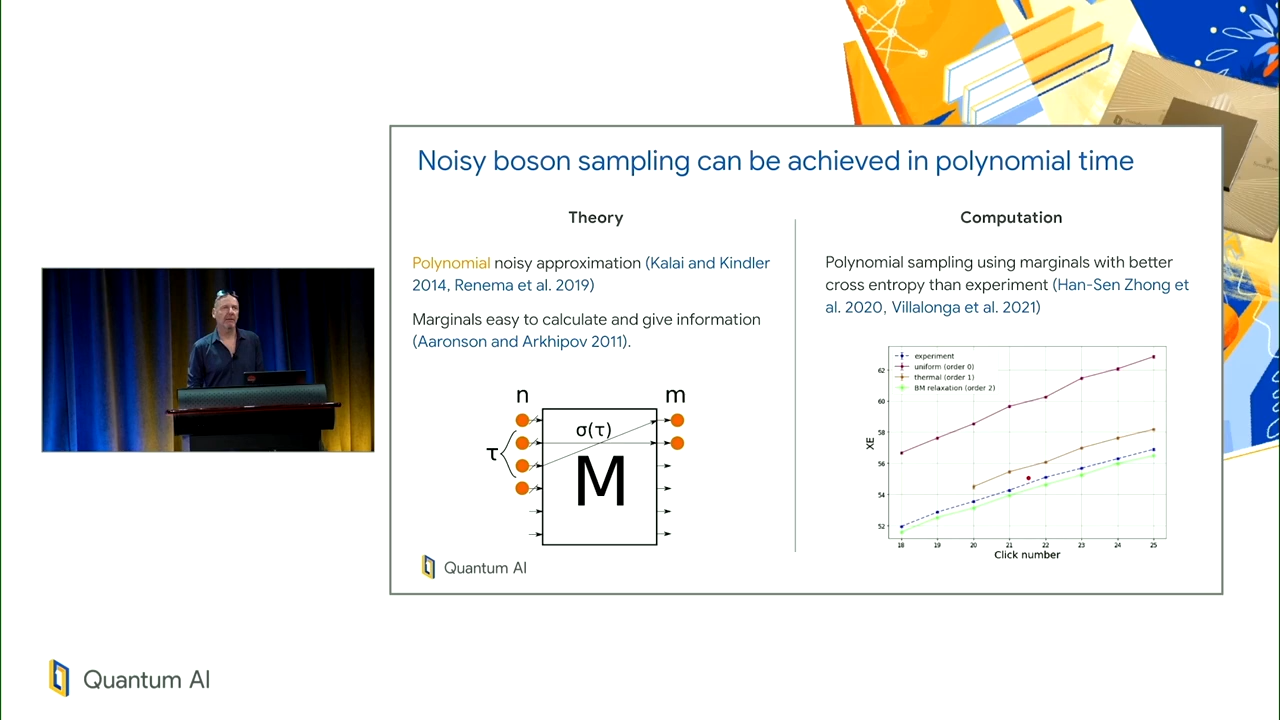 Noisy boson sampling can be achieved in polynomial time
Theory
Polynomial noisy approximation (Kalai and Kindler
2014, Renema et al. 2019)
Marginals easy to calculate and give information
(Aaronson and Arkhipov 2011).
n
m
τ
σ(τ)
M
Quantum AI
Computation
Polynomial sampling using marginals with better
cross entropy than experiment (Han-Sen Zhong et
al. 2020, Villalonga et al. 2021)
experiment
uniform (order 0)
thermal (order 1)
BM relaxation (order 2)
XE
62
60
58
56
54
52
18 19 20 21 22 23 24 25
Click number
Quantum AI